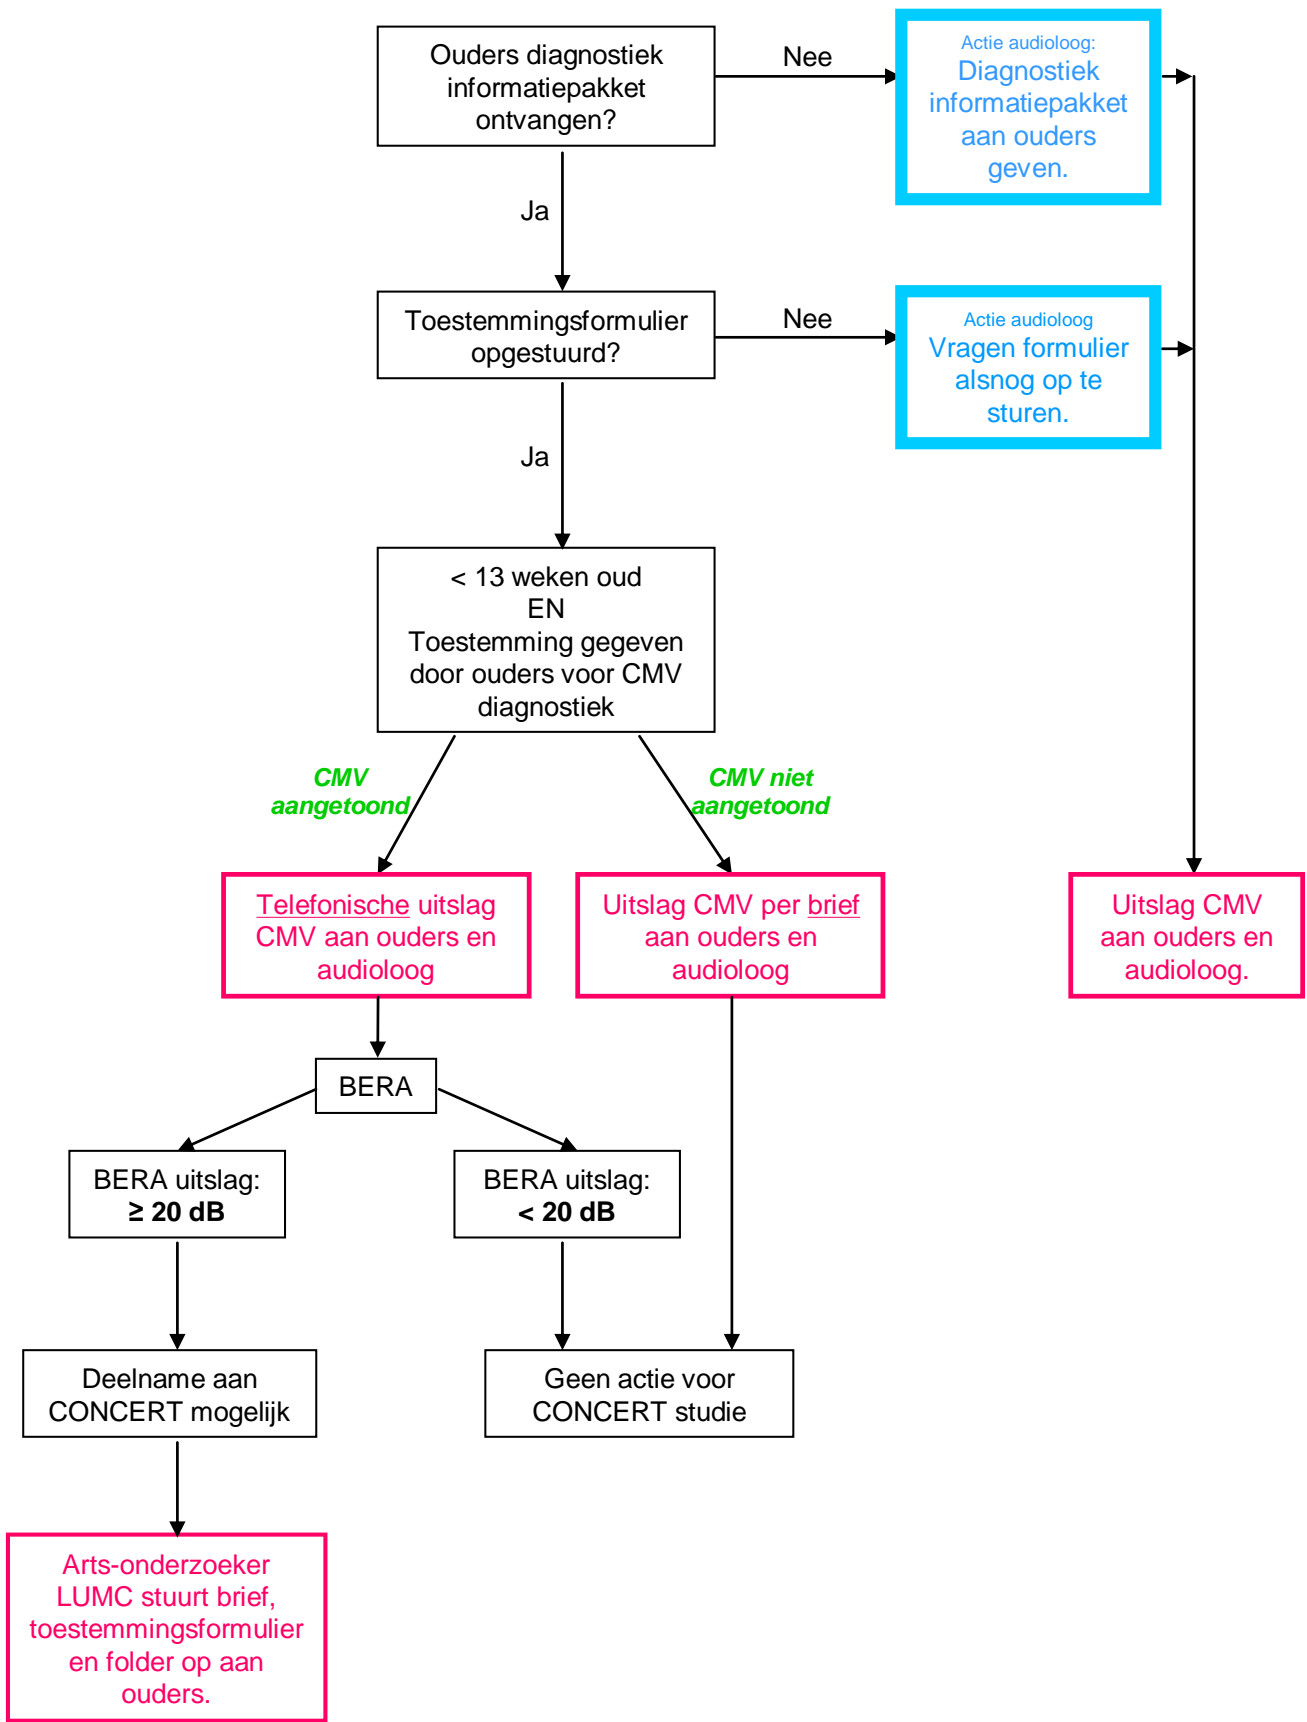 Ouders diagnostiek
informatiepakket
ontvangen?
Nee
Actie audioloog:
Diagnostiek
informatiepakket
aan ouders
geven.
Ja
Toestemmingsformulier
opgestuurd?
Nee
Actie audioloog
Vragen formulier
alsnog op te
sturen.
Ja
< 13 weken oud
EN
Toestemming gegeven
door ouders voor CMV
diagnostiek
CMV
aangetoond
CMV niet
aangetoond
Telefonische uitslag
CMV aan ouders en
audioloog
Uitslag CMV per brief
aan ouders en
audioloog
Uitslag CMV
aan ouders en
audioloog.
BERA
BERA uitslag:
≥ 20 dB
BERA uitslag:
< 20 dB
Deelname aan
CONCERT mogelijk
Geen actie voor
CONCERT studie
Arts-onderzoeker
LUMC stuurt brief,
toestemmingsformulier
en folder op aan
ouders.